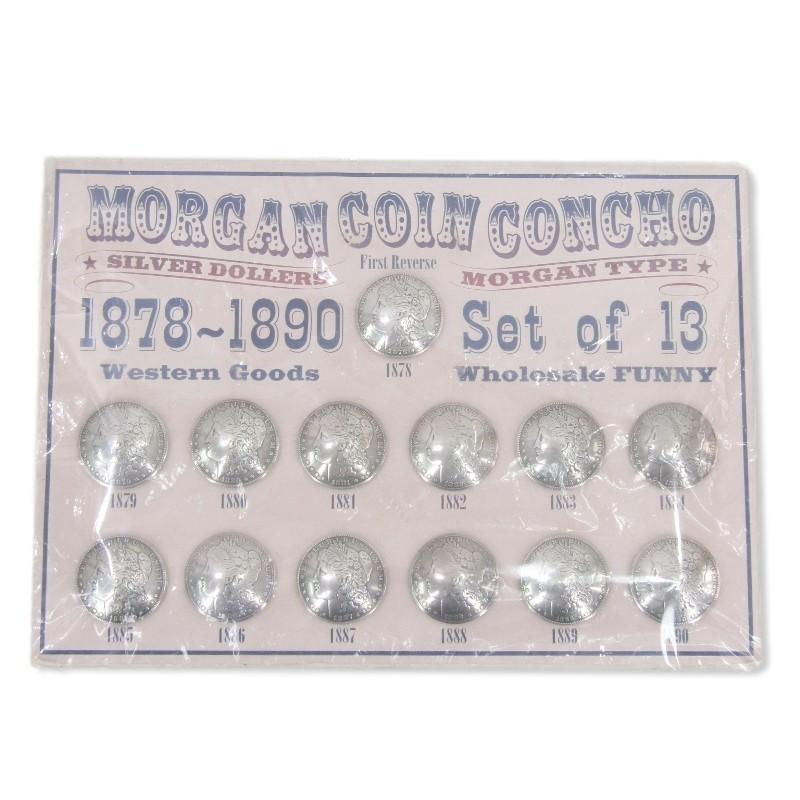 MORGAN COIN CONCHO
★ SILVER DOLLERS First Reverse MORGAN TYPE ★
1878~1890 Set of 13
Western Goods 1878 Wholesale FUNNY
1879 1880 1881 1882 1883 1884
1885 1886 1887 1888 1889